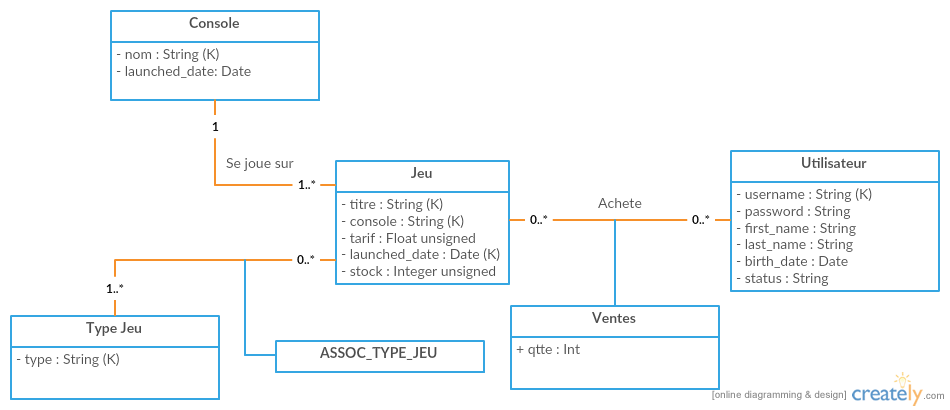 Console
- nom : String (K)
- launched_date: Date
1
Se joue sur
1..*
Jeu
- titre : String (K)
- console : String (K)
- tarif : Float unsigned
- launched_date : Date (K)
- stock : Integer unsigned
Achete
0..*
0..*
Utilisateur
- username : String (K)
- password : String
- first_name : String
- last_name : String
- birth_date : Date
- status : String
0..*
1..*
Type Jeu
- type : String (K)
ASSOC_TYPE_JEU
Ventes
+ qtte : Int
[online diagramming & design] creately.com